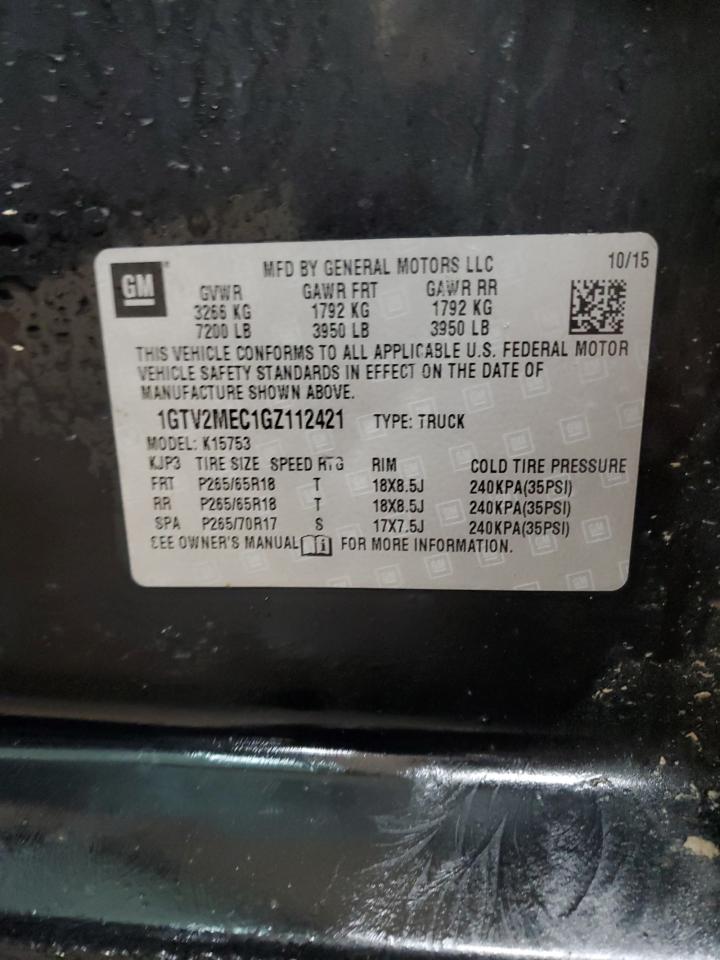 GM MFD BY GENERAL MOTORS LLC 10/15
GVWR GAWR FRT GAWR RR
3266 KG 1792 KG 1792 KG
7200 LB 3950 LB 3950 LB
THIS VEHICLE CONFORMS TO ALL APPLICABLE U.S. FEDERAL MOTOR
VEHICLE SAFETY STANDARDS IN EFFECT ON THE DATE OF
MANUFACTURE SHOWN ABOVE.
1GTV2MEC1GZ112421 TYPE: TRUCK
MODEL: K15753
KJP3 TIRE SIZE SPEED RTG RIM COLD TIRE PRESSURE
FRT P265/65R18 T 18X8.5J 240KPA(35PSI)
RR P265/65R18 T 18X8.5J 240KPA(35PSI)
SPA P265/70R17 S 17X7.5J 240KPA(35PSI)
SEE OWNER'S MANUAL FOR MORE INFORMATION.